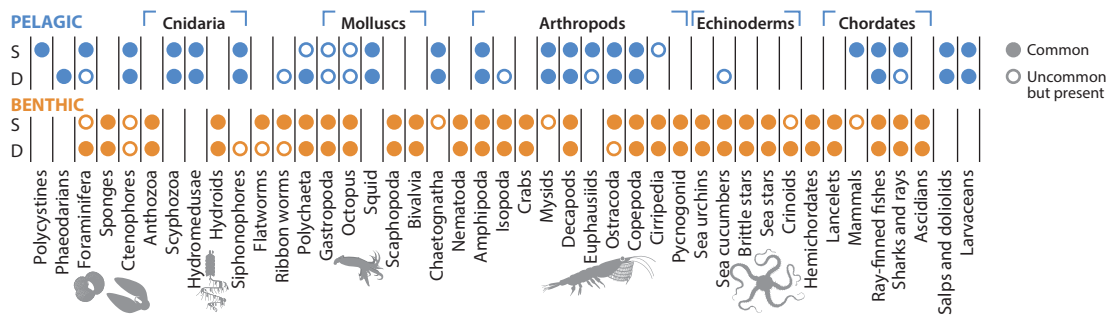 PELAGIC Cnidaria Molluscs Arthropods Echinoderms Chordates
S
D
BENTHIC
S
D
Common
Uncommon
but present
Polycystines
Phaeodarians
Foraminifera
Sponges
Ctenophores
Anthozoa
Scyphozoa
Hydromedusae
Hydroids
Siphonophores
Flatworms
Ribbon worms
Polychaeta
Gastropoda
Octopus
Squid
Scaphopoda
Bivalvia
Chaetognatha
Nematoda
Amphipoda
Isopoda
Crabs
Mysids
Decapods
Euphausiids
Ostracoda
Copepoda
Cirripedia
Pycnogonid
Sea urchins
Sea cucumbers
Brittle stars
Sea stars
Crinoids
Hemichordates
Lancelets
Mammals
Ray-finned fishes
Sharks and rays
Ascidians
Salps and doliolids
Larvaceans